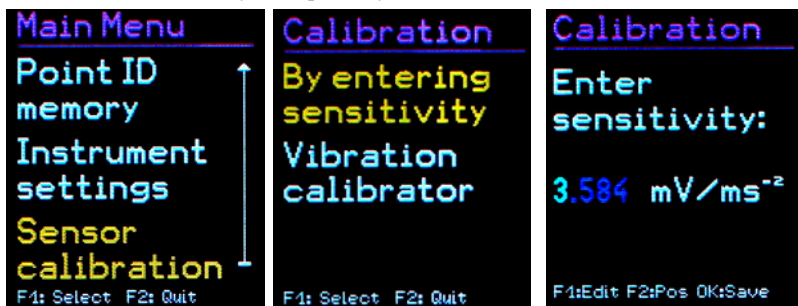 Main Menu
Point ID
memory
Instrument
settings
Sensor
calibration
F1: Select F2: Quit
Calibration
By entering
sensitivity
Vibration
calibrator
F1: Select F2: Quit
Calibration
Enter
sensitivity:
3.584 mV/ms⁻²
F1:Edit F2:Pos OK:Save